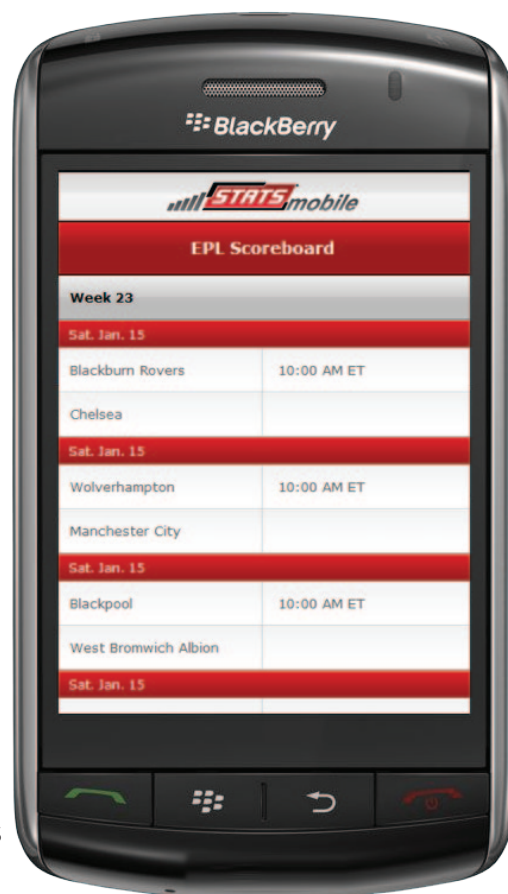 BlackBerry
STATS mobile
EPL Scoreboard
Week 23
Sat. Jan. 15
Blackburn Rovers 10:00 AM ET
Chelsea
Sat. Jan. 15
Wolverhampton 10:00 AM ET
Manchester City
Sat. Jan. 15
Blackpool 10:00 AM ET
West Bromwich Albion
Sat. Jan. 15